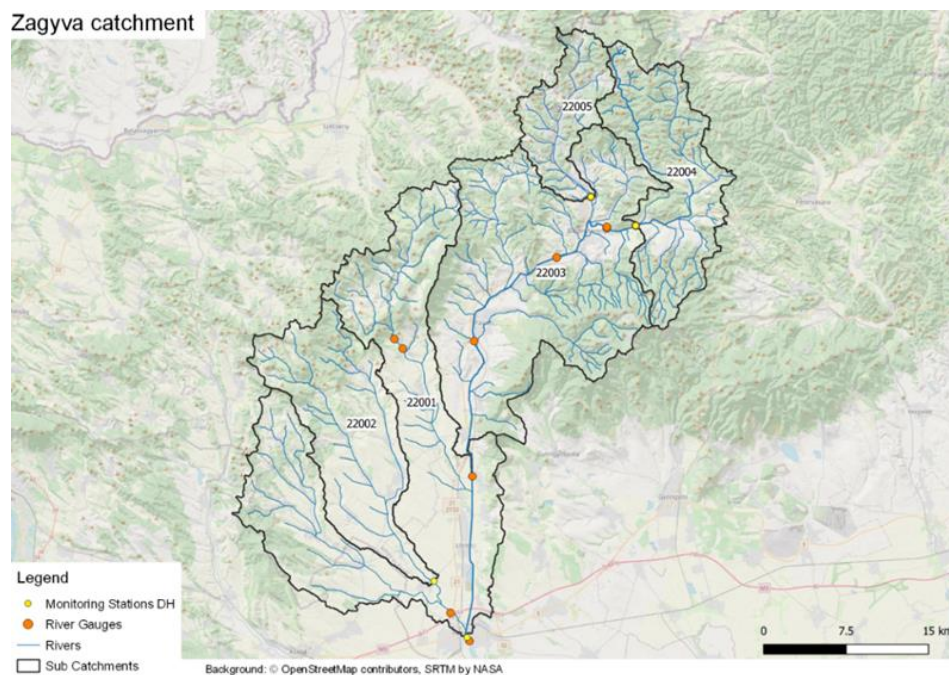 Zagyva catchment
22005
22004
22003
22001
22002
Legend
Monitoring Stations DH
River Gauges
Rivers
Sub Catchments
0 7.5 15 km
Background: © OpenStreetMap contributors, SRTM by NASA